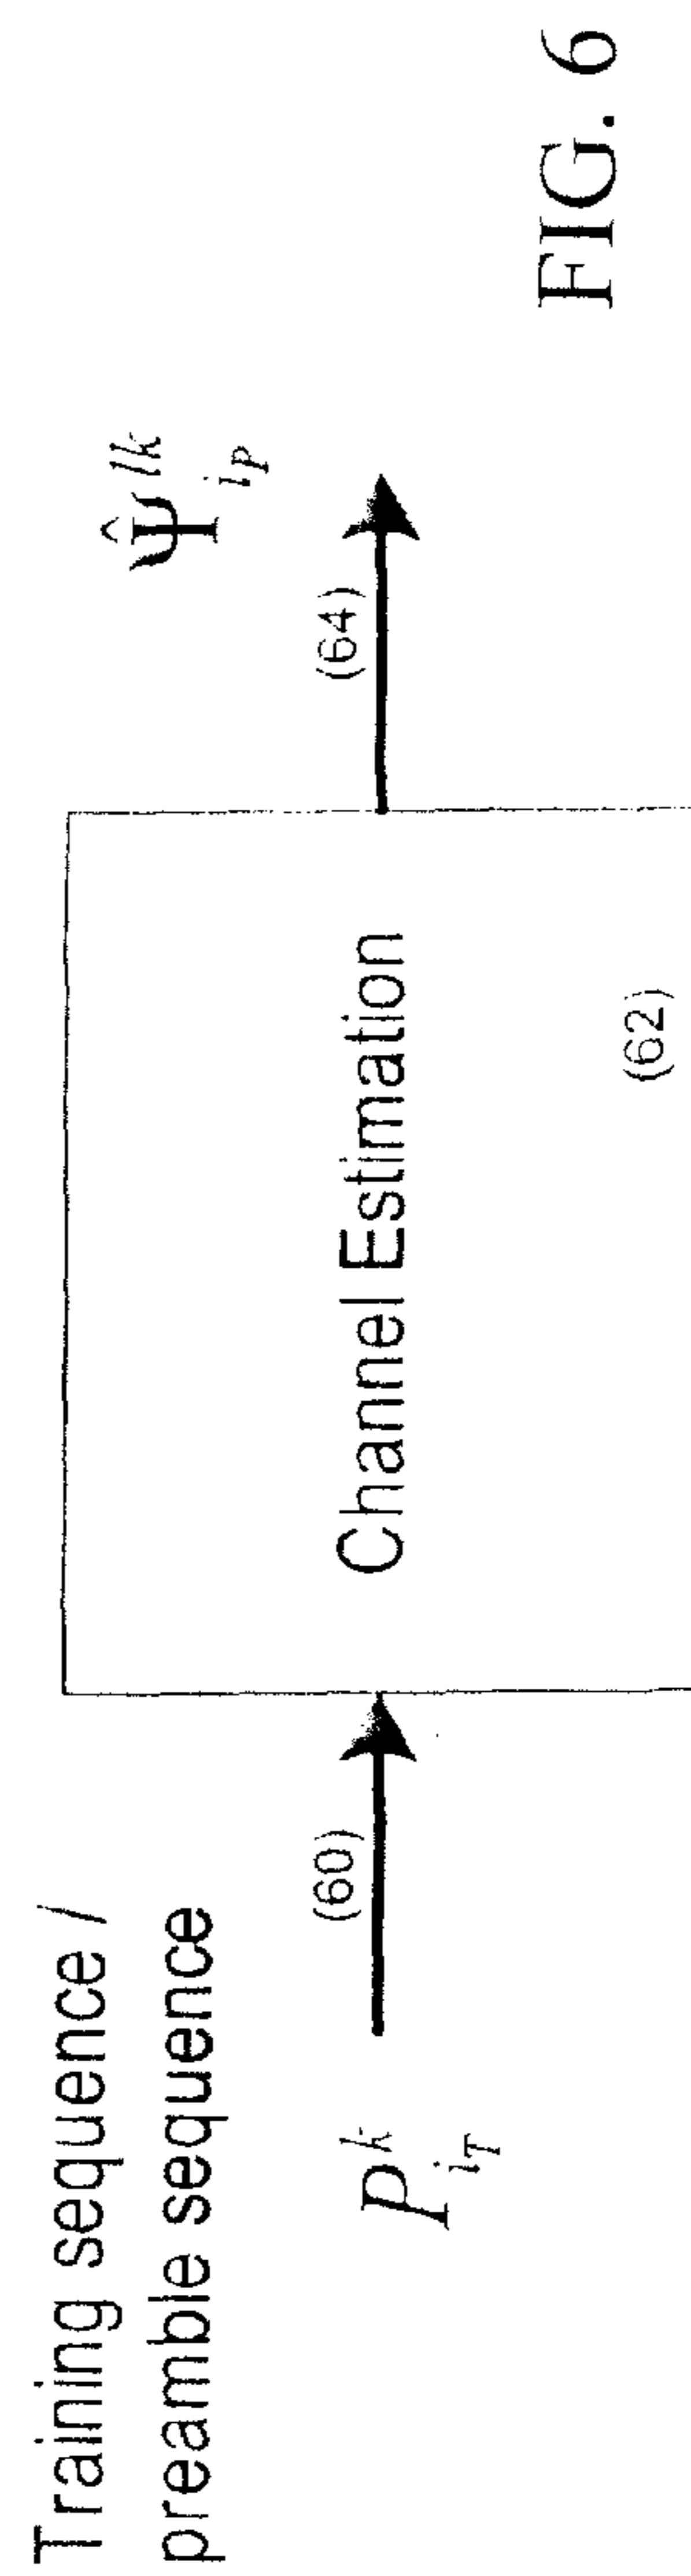 Training sequence /
preamble sequence
P^k_{i_T}
(60)
Channel Estimation
(62)
(64)
Ψ̂^{lk}_{i_P}
FIG. 6